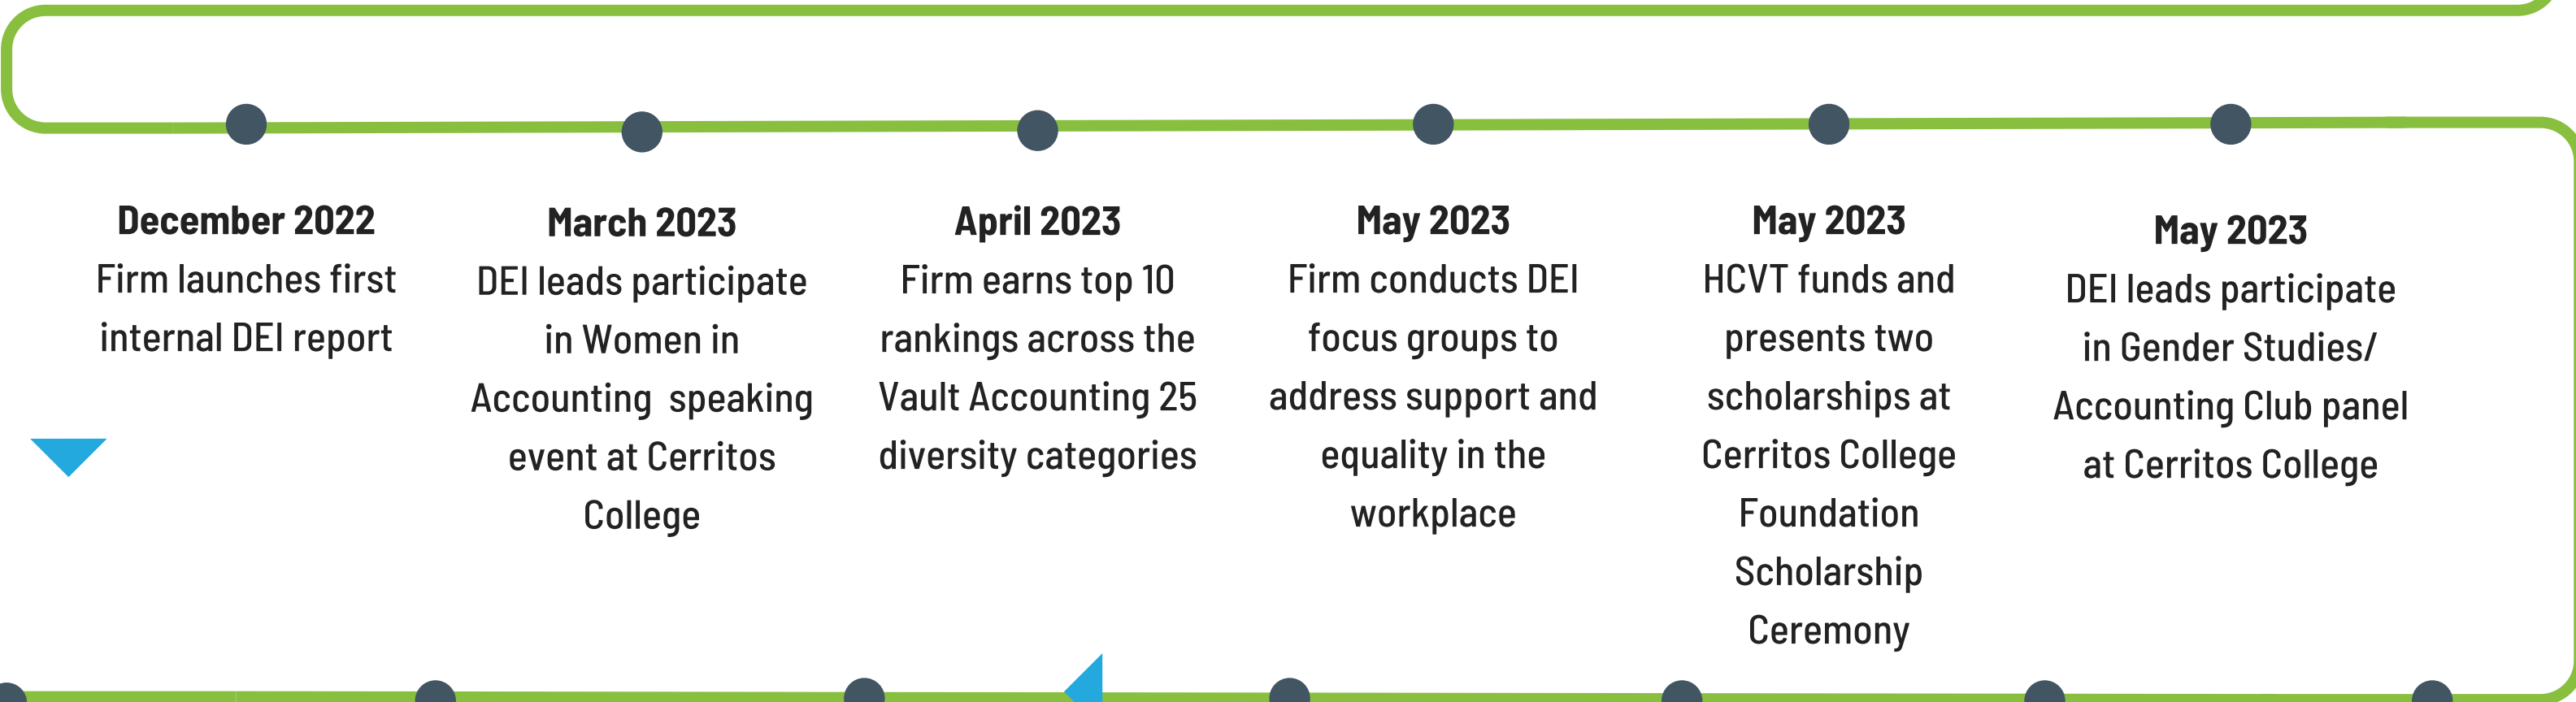 December 2022
Firm launches first
internal DEI report
March 2023
DEI leads participate
in Women in
Accounting  speaking
event at Cerritos
College
April 2023
Firm earns top 10
rankings across the
Vault Accounting 25
diversity categories
May 2023
Firm conducts DEI
focus groups to
address support and
equality in the
workplace
May 2023
HCVT funds and
presents two
scholarships at
Cerritos College
Foundation
Scholarship
Ceremony
May 2023
DEI leads participate
in Gender Studies/
Accounting Club panel
at Cerritos College